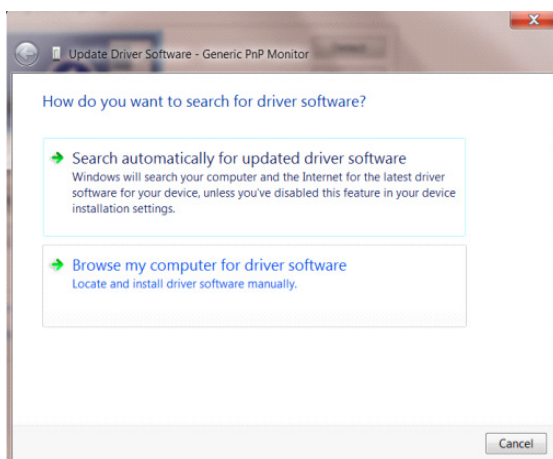 X
Update Driver Software - Generic PnP Monitor
How do you want to search for driver software?
Search automatically for updated driver software
Windows will search your computer and the Internet for the latest driver
software for your device, unless you've disabled this feature in your device
installation settings.
Browse my computer for driver software
Locate and install driver software manually.
Cancel